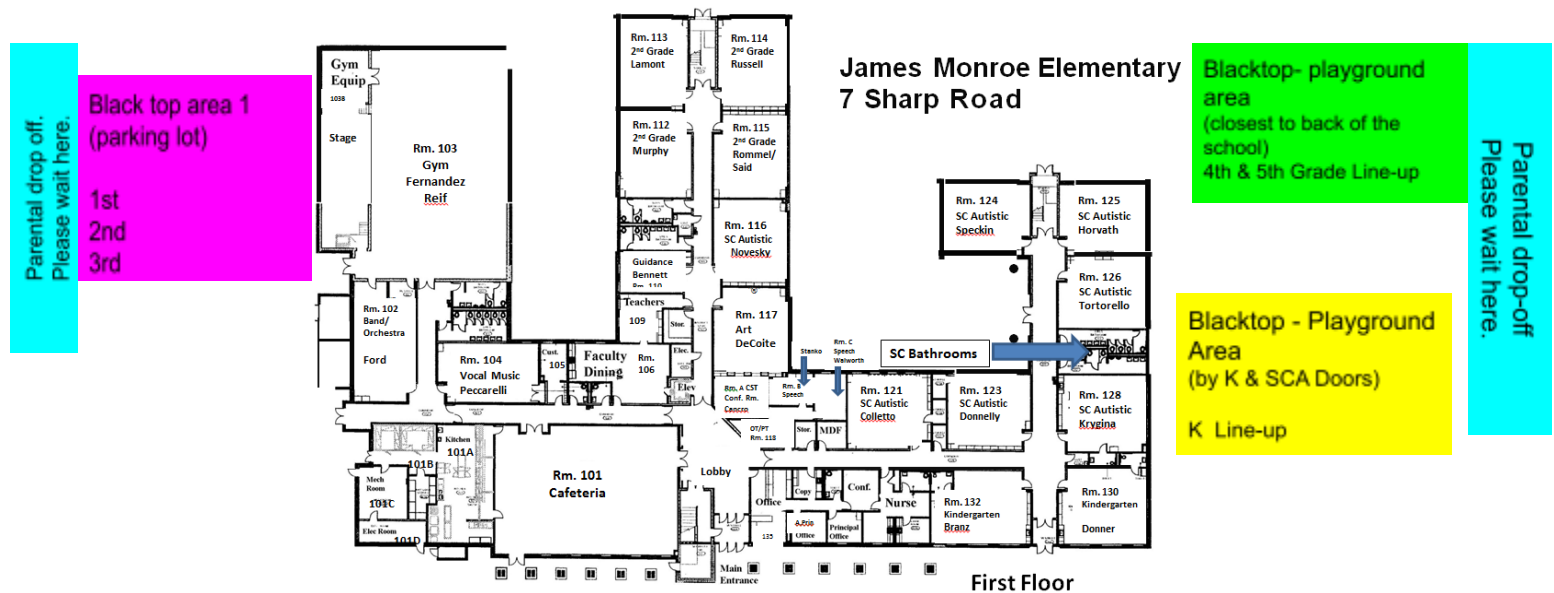 James Monroe Elementary
7 Sharp Road
Parental drop off.
Please wait here.
Black top area 1
(parking lot)
1st
2nd
3rd
Gym
Equip
103B
Stage
Rm. 103
Gym
Fernandez
Reif
Rm. 113
2nd Grade
Lamont
Rm. 114
2nd Grade
Russell
Rm. 112
2nd Grade
Murphy
Rm. 115
2nd Grade
Rommel/
Said
Rm. 116
SC Autistic
Novesky
Guidance
Bennett
Rm. 110
Teachers
109
Stor.
Rm. 117
Art
DeCoite
Rm. 102
Band/
Orchestra
Ford
Rm. 104
Vocal Music
Peccarelli
Cust.
105
Faculty
Dining
Rm.
106
Elec.
Elev
Stanko
Rm. C
Speech
Walworth
SC Bathrooms
Rm. A CST
Conf. Rm.
Cancro
Rm. B
Speech
OT/PT
Rm. 118
Stor.
MDF
Rm. 121
SC Autistic
Colletto
Rm. 123
SC Autistic
Donnelly
Rm. 124
SC Autistic
Speckin
Rm. 125
SC Autistic
Horvath
Rm. 126
SC Autistic
Tortorello
Rm. 128
SC Autistic
Krygina
Kitchen
101A
101B
Mech
Room
101C
Elec Room
101D
Rm. 101
Cafeteria
Lobby
Office
135
Copy
Conf.
Office
Principal
Office
Nurse
Rm. 132
Kindergarten
Branz
Rm. 130
Kindergarten
Donner
Main
Entrance
First Floor
Blacktop- playground
area
(closest to back of the
school)
4th & 5th Grade Line-up
Parental drop-off
Please wait here.
Blacktop - Playground
Area
(by K & SCA Doors)
K Line-up